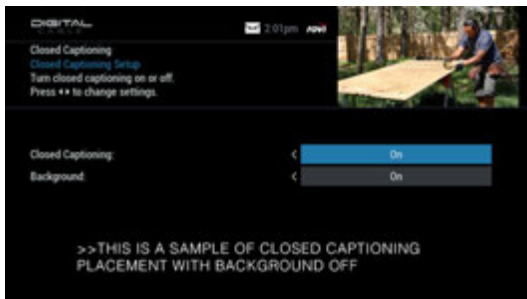 DIGITAL
CABLE
2:01pm
Closed Captioning
Closed Captioning Setup
Turn closed captioning on or off.
Press ◂▸ to change settings.
Closed Captioning: < On
Background: < On
>>THIS IS A SAMPLE OF CLOSED CAPTIONING
PLACEMENT WITH BACKGROUND OFF